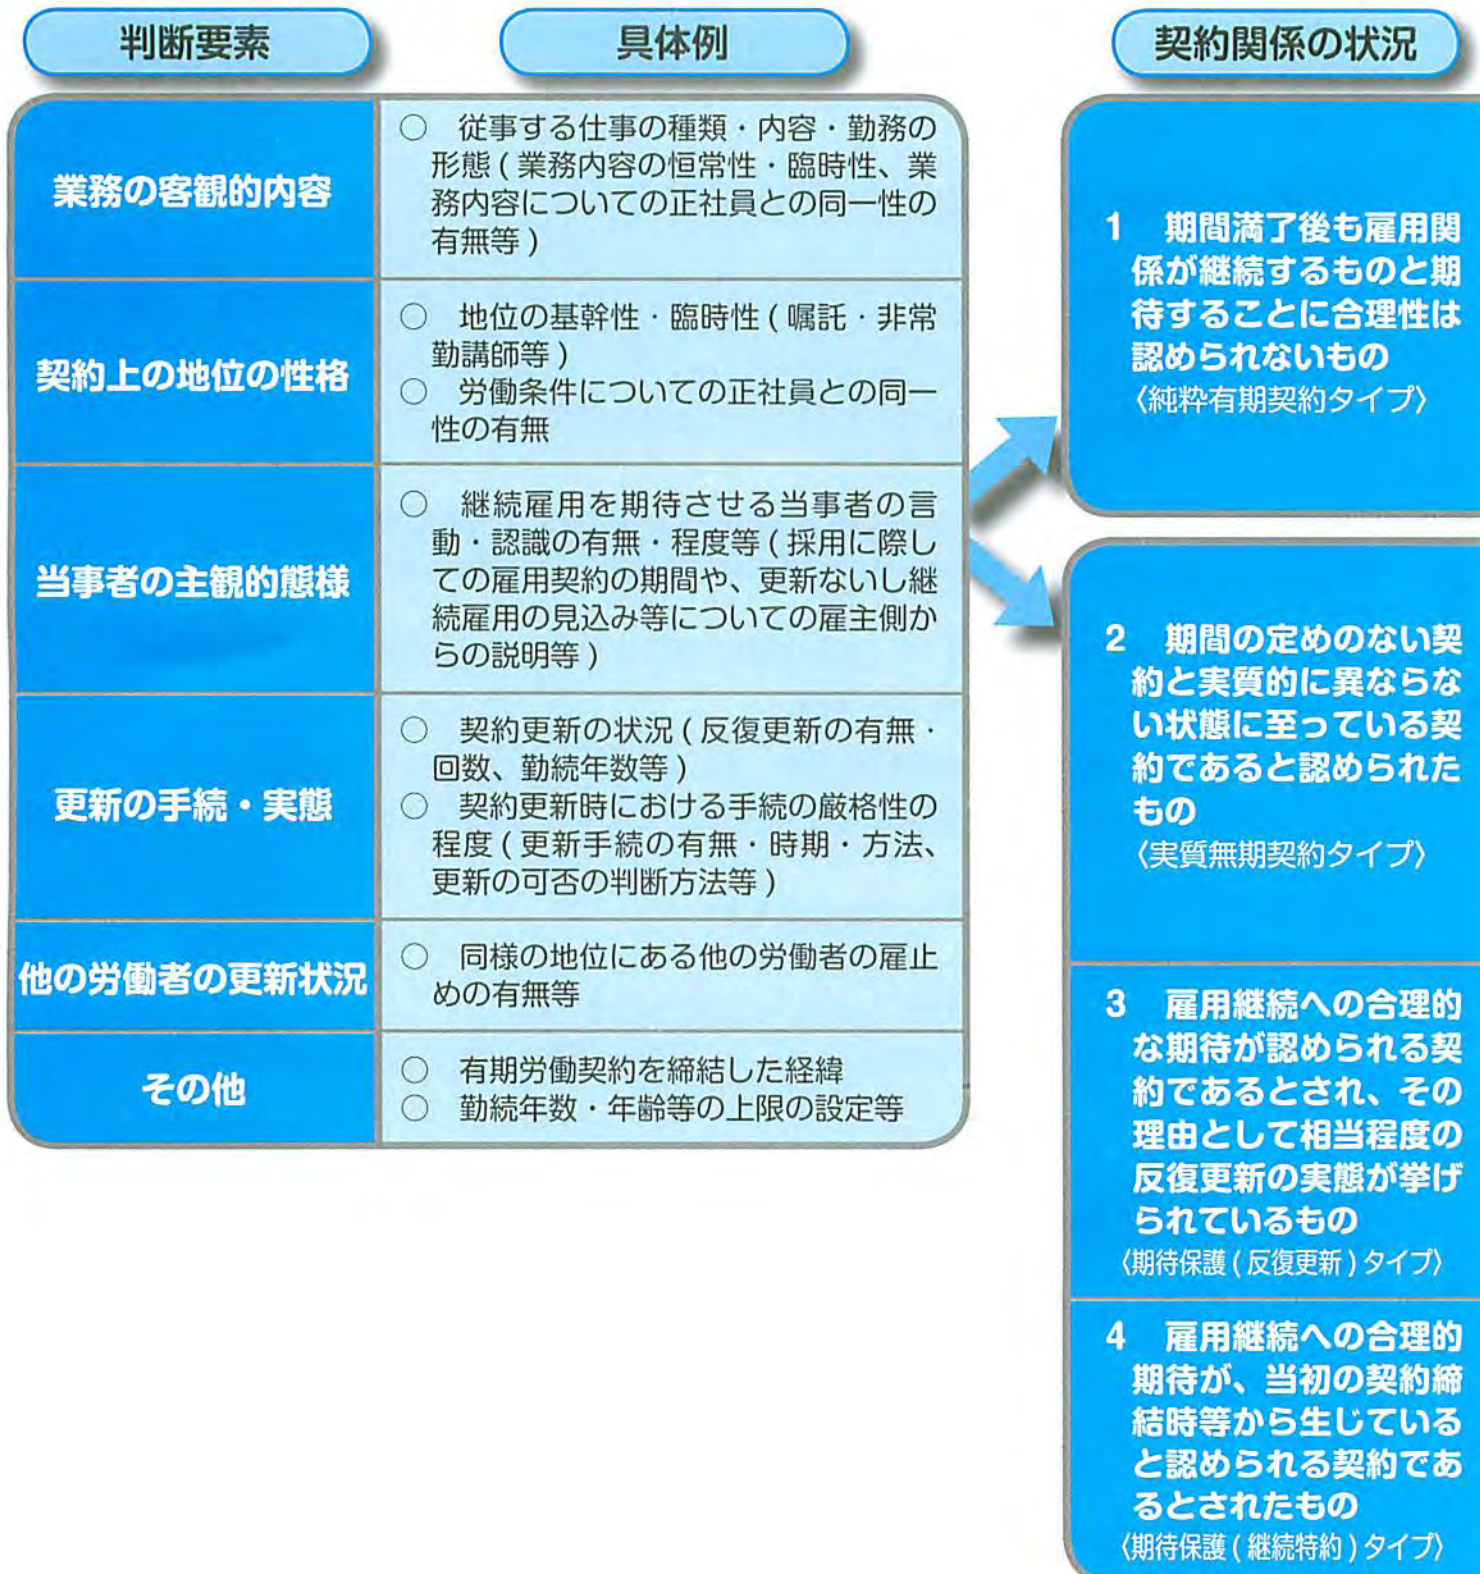 判断要素
具体例
契約関係の状況
業務の客観的内容
○ 従事する仕事の種類・内容・勤務の
形態(業務内容の恒常性・臨時性、業
務内容についての正社員との同一性の
有無等)
契約上の地位の性格
○ 地位の基幹性・臨時性(嘱託・非常
勤講師等)
○ 労働条件についての正社員との同一
性の有無
当事者の主観的態様
○ 継続雇用を期待させる当事者の言
動・認識の有無・程度等(採用に際し
ての雇用契約の期間や、更新ないし継
続雇用の見込み等についての雇主側か
らの説明等)
更新の手続・実態
○ 契約更新の状況(反復更新の有無・
回数、勤続年数等)
○ 契約更新時における手続の厳格性の
程度(更新手続の有無・時期・方法、
更新の可否の判断方法等)
他の労働者の更新状況
○ 同様の地位にある他の労働者の雇止
めの有無等
その他
○ 有期労働契約を締結した経緯
○ 勤続年数・年齢等の上限の設定等
1 期間満了後も雇用関
係が継続するものと期
待することに合理性は
認められないもの
〈純粋有期契約タイプ〉
2 期間の定めのない契
約と実質的に異ならな
い状態に至っている契
約であると認められた
もの
〈実質無期契約タイプ〉
3 雇用継続への合理的
な期待が認められる契
約であるとされ、その
理由として相当程度の
反復更新の実態が挙げ
られているもの
〈期待保護(反復更新)タイプ〉
4 雇用継続への合理的
期待が、当初の契約締
結時等から生じている
と認められる契約であ
るとされたもの
〈期待保護(継続特約)タイプ〉